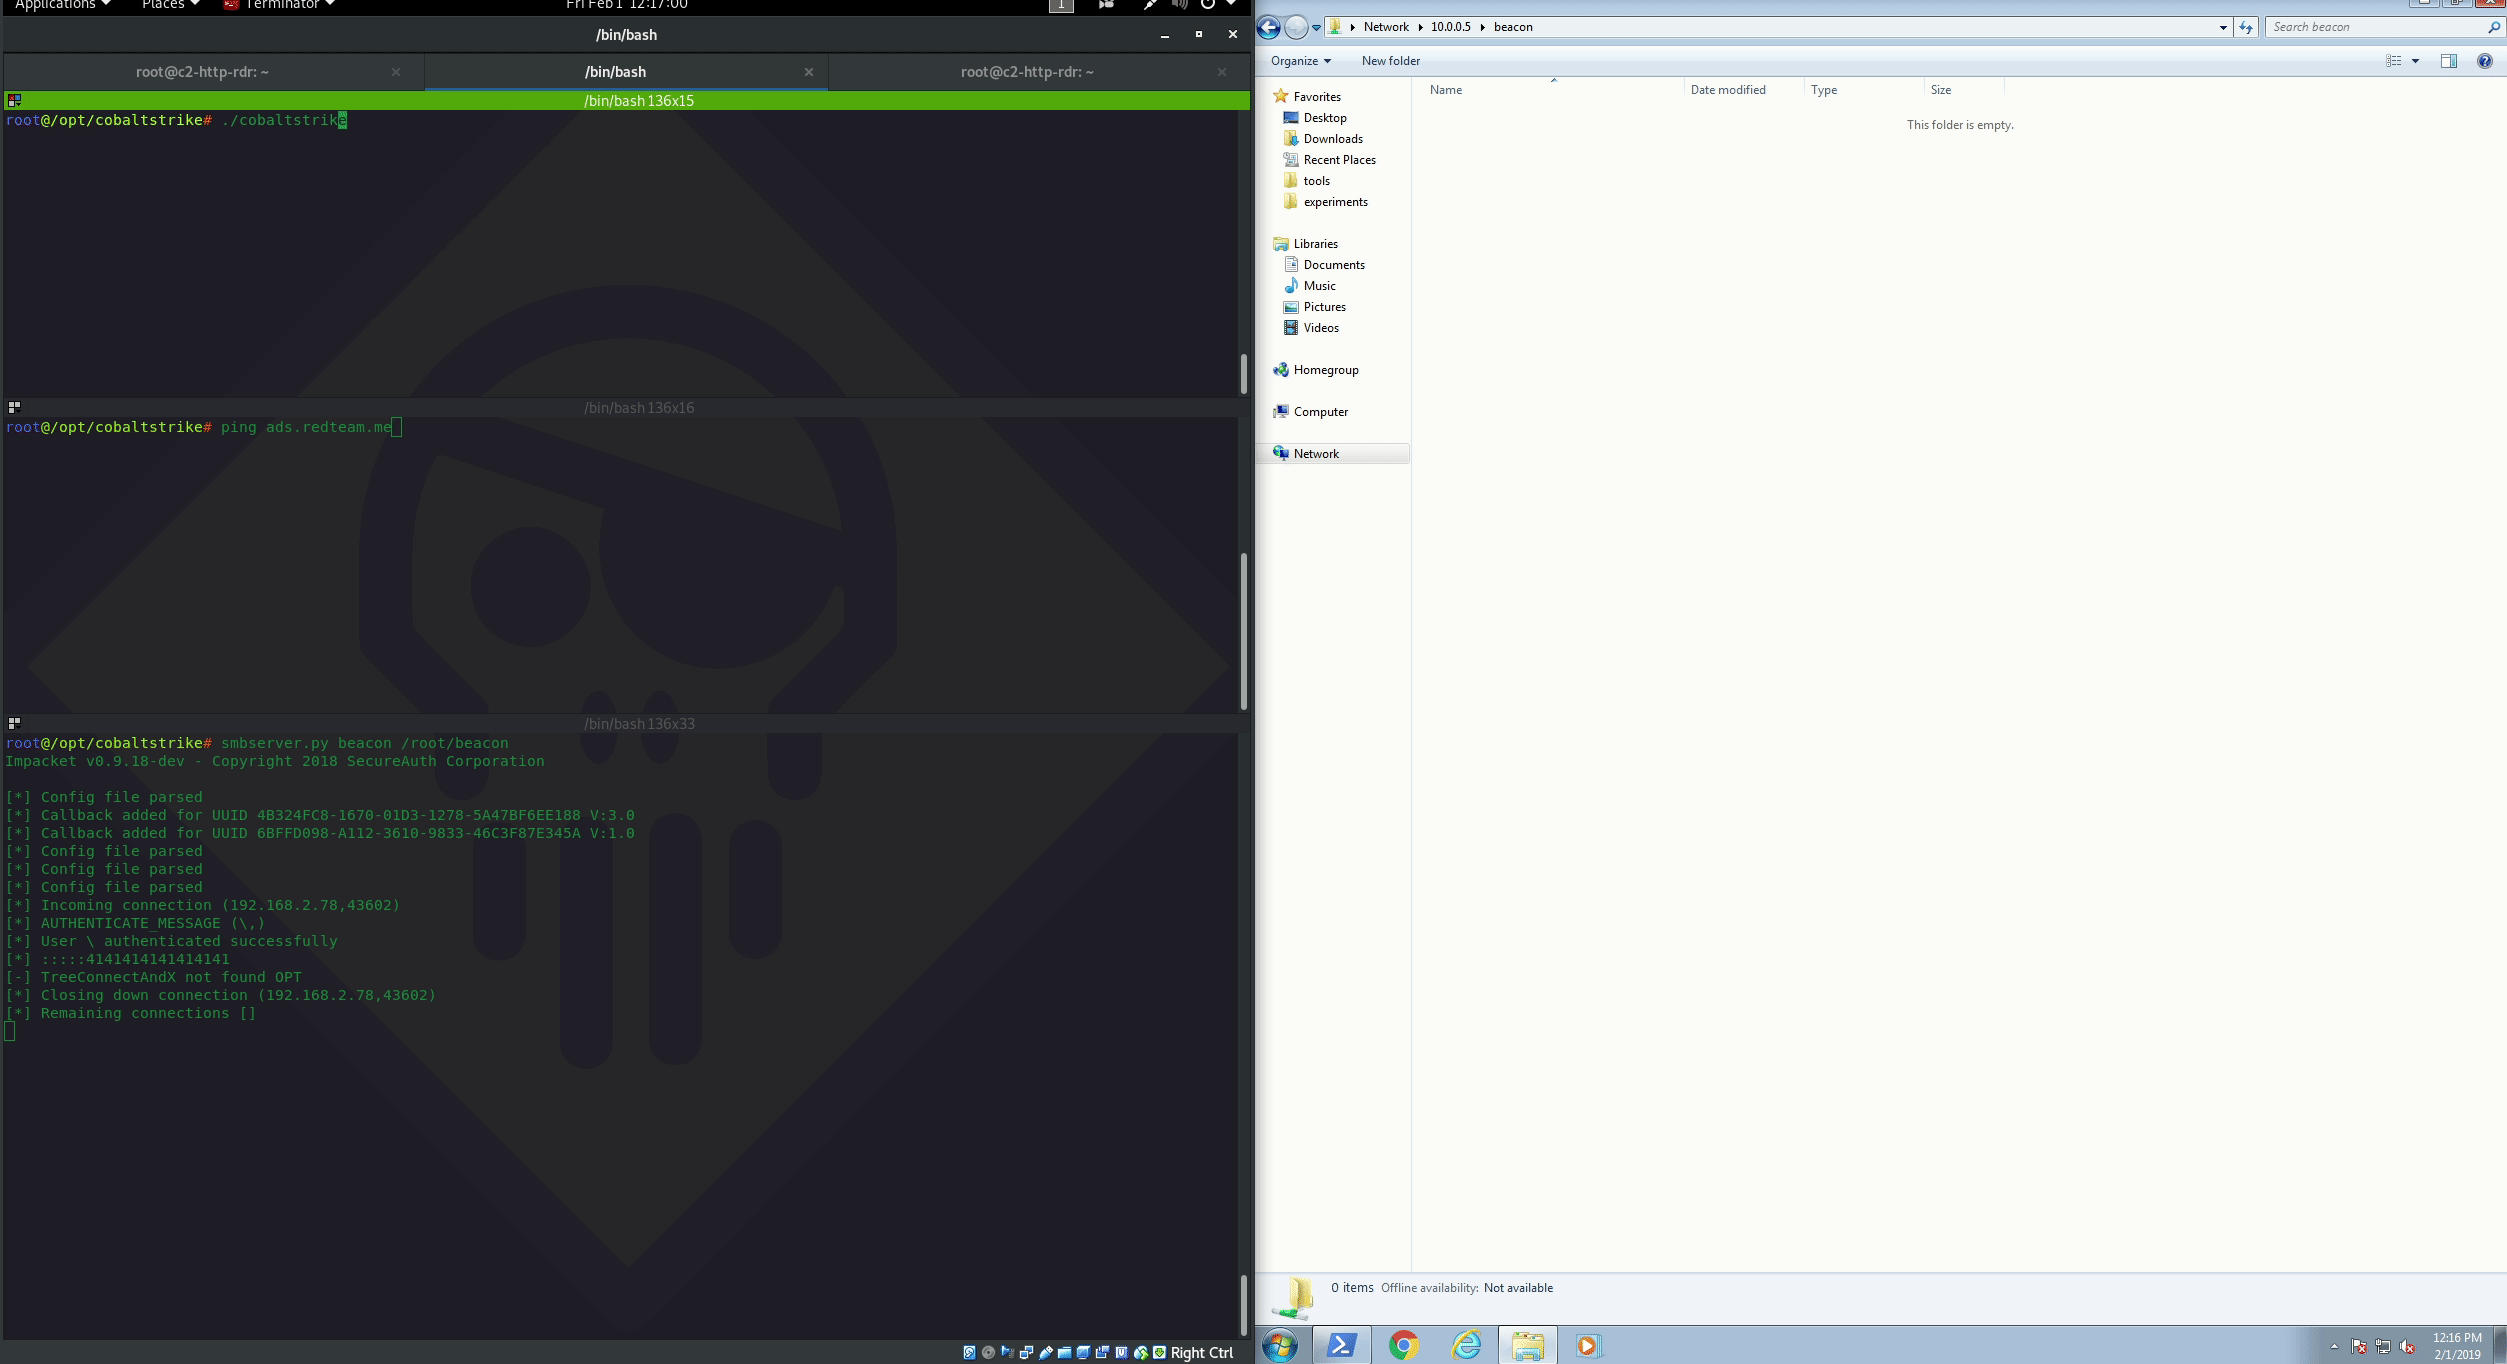 Applications Places Terminator Fri Feb 1 12:17:00 1
/bin/bash
root@c2-http-rdr: ~ /bin/bash root@c2-http-rdr: ~
/bin/bash 136x15
root@/opt/cobaltstrike# ./cobaltstrike
/bin/bash 136x16
root@/opt/cobaltstrike# ping ads.redteam.me
/bin/bash 136x33
root@/opt/cobaltstrike# smbserver.py beacon /root/beacon
Impacket v0.9.18-dev - Copyright 2018 SecureAuth Corporation
[*] Config file parsed
[*] Callback added for UUID 4B324FC8-1670-01D3-1278-5A47BF6EE188 V:3.0
[*] Callback added for UUID 6BFFD098-A112-3610-9833-46C3F87E345A V:1.0
[*] Config file parsed
[*] Config file parsed
[*] Config file parsed
[*] Incoming connection (192.168.2.78,43602)
[*] AUTHENTICATE_MESSAGE (\,)
[*] User \ authenticated successfully
[*] :::::4141414141414141
[-] TreeConnectAndX not found OPT
[*] Closing down connection (192.168.2.78,43602)
[*] Remaining connections []
Right Ctrl
Network 10.0.0.5 beacon Search beacon
Organize New folder
Name Date modified Type Size
This folder is empty.
Favorites
Desktop
Downloads
Recent Places
tools
experiments
Libraries
Documents
Music
Pictures
Videos
Homegroup
Computer
Network
0 items Offline availability: Not available
12:16 PM
2/1/2019